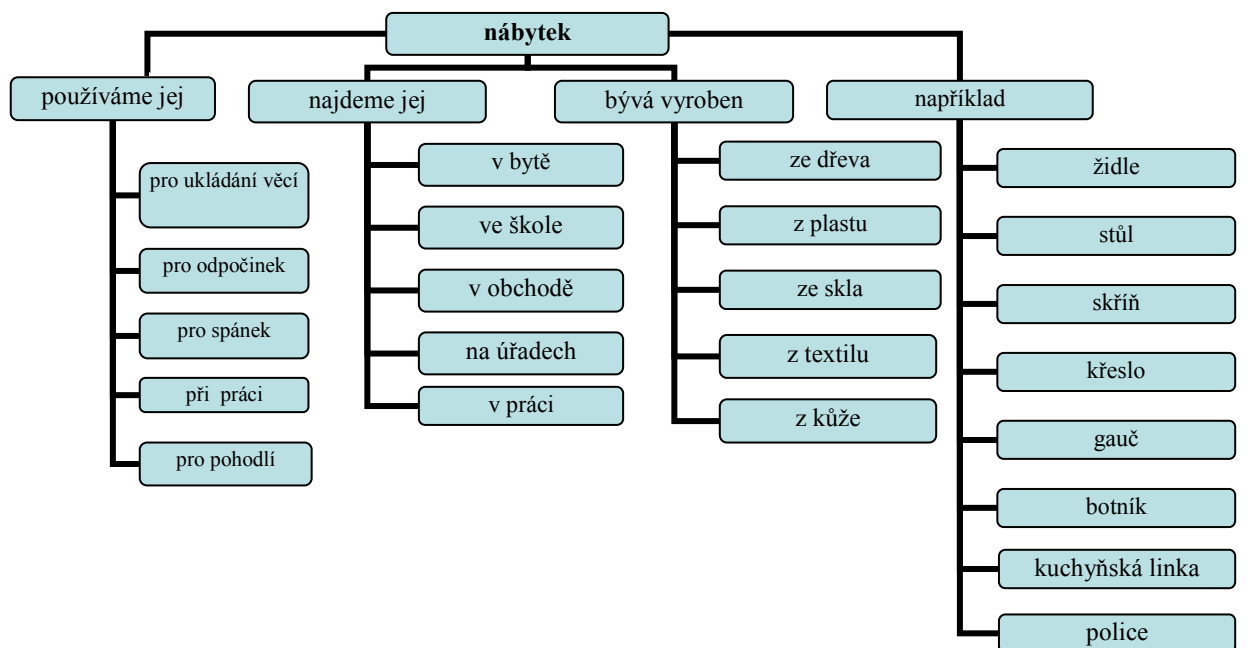 nábytek
používáme jej
najdeme jej
bývá vyroben
například
pro ukládání věcí
pro odpočinek
pro spánek
při práci
pro pohodlí
v bytě
ve škole
v obchodě
na úřadech
v práci
ze dřeva
z plastu
ze skla
z textilu
z kůže
židle
stůl
skříň
křeslo
gauč
botník
kuchyňská linka
police